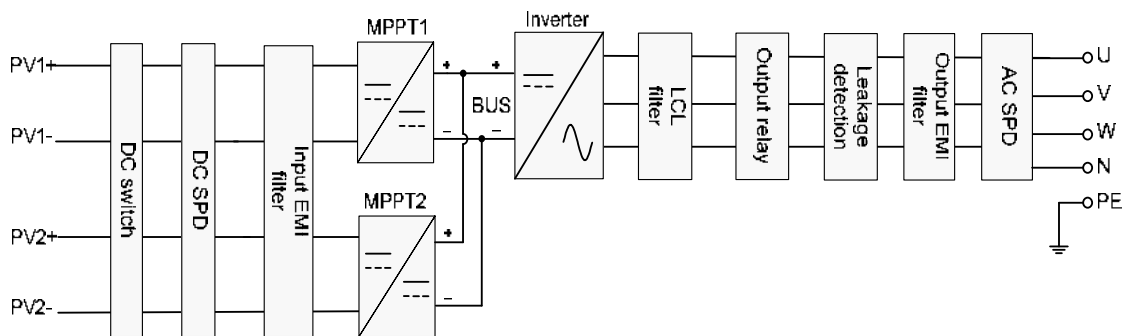 PV1+
PV1-
PV2+
PV2-
DC switch
DC SPD
Input EMI
filter
MPPT1
MPPT2
+
−
+
−
BUS
+
−
Inverter
LCL
filter
Output relay
Leakage
detection
Output EMI
filter
AC SPD
U
V
W
N
PE